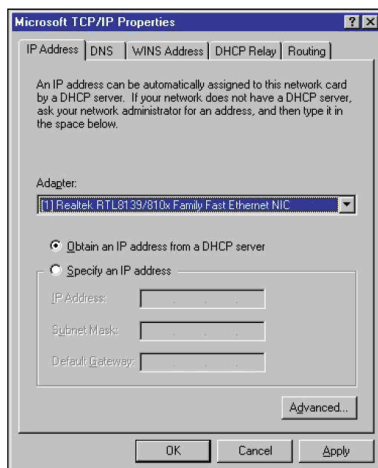 Microsoft TCP/IP Properties
IP Address DNS WINS Address DHCP Relay Routing
An IP address can be automatically assigned to this network card
by a DHCP server. If your network does not have a DHCP server,
ask your network administrator for an address, and then type it in
the space below.
Adapter:
[1] Realtek RTL8139/810x Family Fast Ethernet NIC
Obtain an IP address from a DHCP server
Specify an IP address
IP Address:
Subnet Mask:
Default Gateway:
Advanced...
OK Cancel Apply